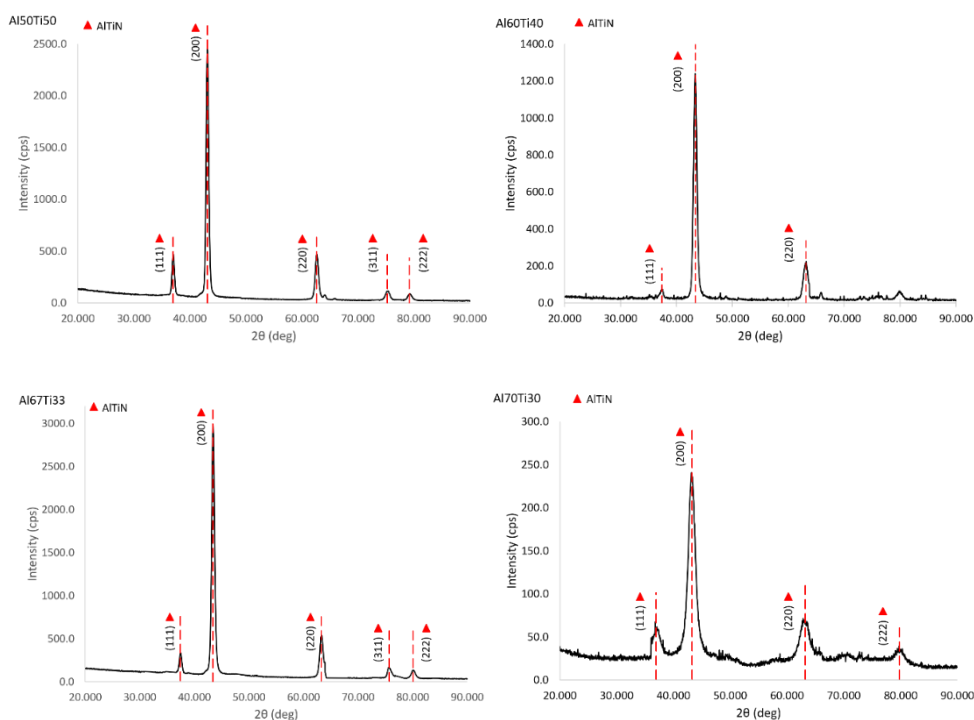 Al50Ti50
▲ AlTiN
Intensity (cps)
2500.0
2000.0
1500.0
1000.0
500.0
0.0
▲ (111)
▲ (200)
▲ (220)
▲ (311)
▲ (222)
20.000 30.000 40.000 50.000 60.000 70.000 80.000 90.000
2θ (deg)
Al60Ti40
▲ AlTiN
Intensity (cps)
1400.0
1200.0
1000.0
800.0
600.0
400.0
200.0
0.0
▲ (111)
▲ (200)
▲ (220)
20.000 30.000 40.000 50.000 60.000 70.000 80.000 90.000
2θ (deg)
Al67Ti33
▲ AlTiN
Intensity (cps)
3000.0
2500.0
2000.0
1500.0
1000.0
500.0
0.0
▲ (111)
▲ (200)
▲ (220)
▲ (311)
▲ (222)
20.000 30.000 40.000 50.000 60.000 70.000 80.000 90.000
2θ (deg)
Al70Ti30
▲ AlTiN
Intensity (cps)
300.0
250.0
200.0
150.0
100.0
50.0
0.0
▲ (111)
▲ (200)
▲ (220)
▲ (222)
20.000 30.000 40.000 50.000 60.000 70.000 80.000 90.000
2θ (deg)